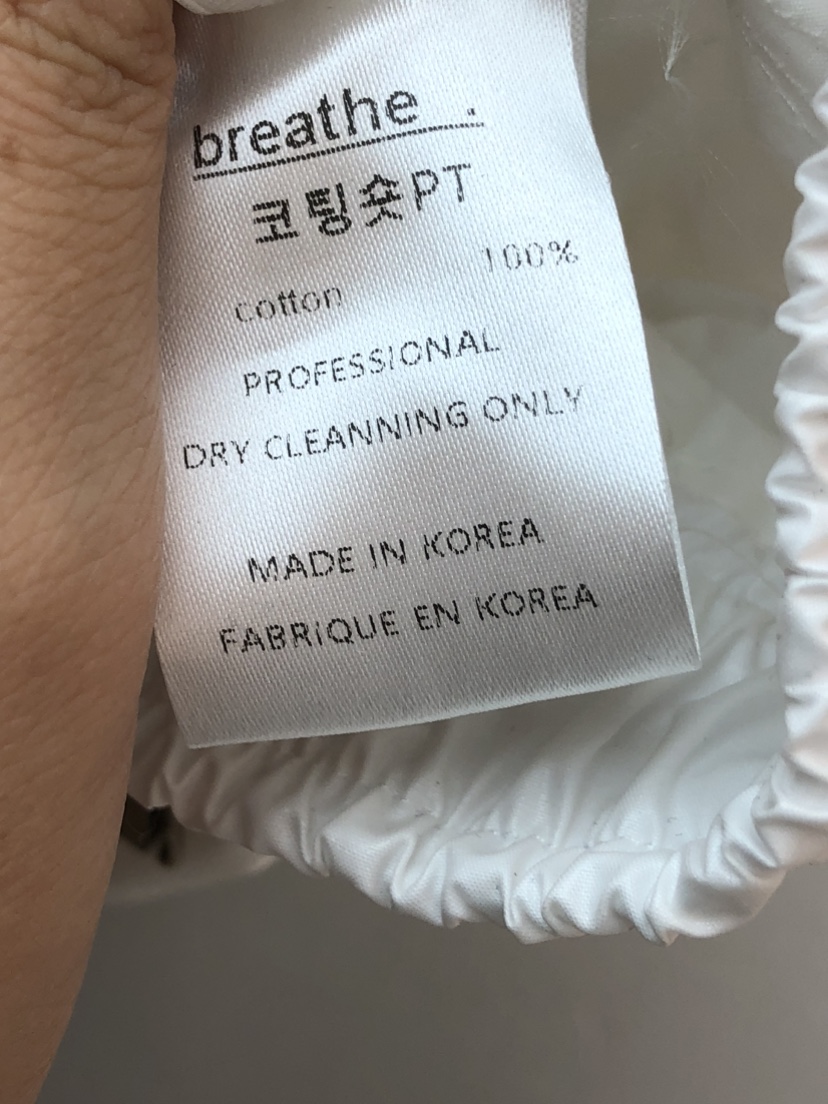 breathe .
코팅숏PT
cotton 100%
PROFESSIONAL
DRY CLEANNING ONLY
MADE IN KOREA
FABRIQUE EN KOREA